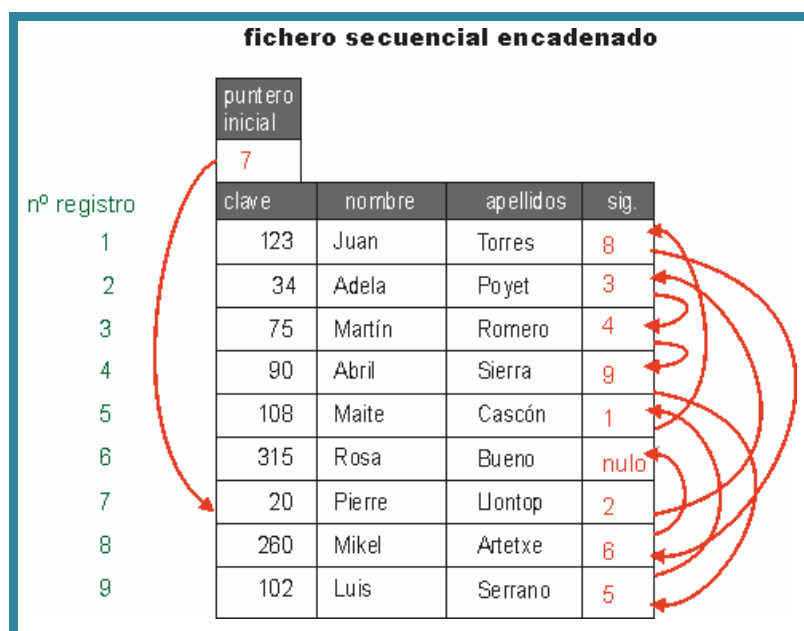 fichero secuencial encadenado
puntero
inicial
7
nº registro clave nombre apellidos sig.
1 123 Juan Torres 8
2 34 Adela Poyet 3
3 75 Martín Romero 4
4 90 Abril Sierra 9
5 108 Maite Cascón 1
6 315 Rosa Bueno nulo
7 20 Pierre Llontop 2
8 260 Mikel Artetxe 6
9 102 Luis Serrano 5